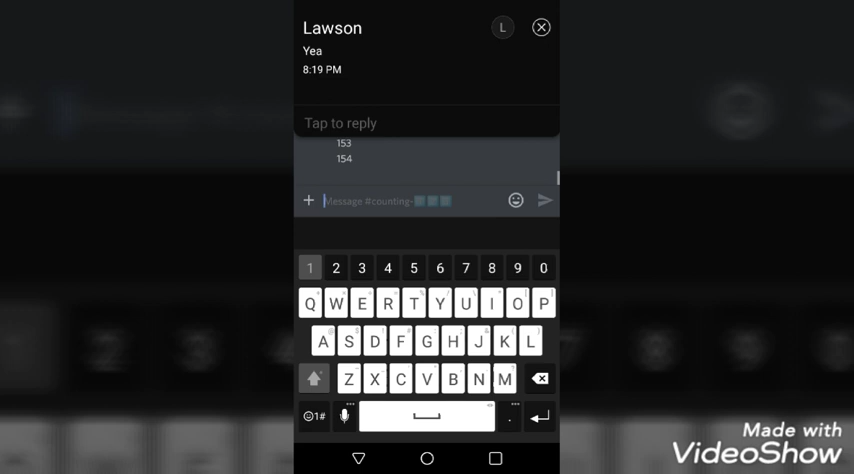 Lawson
L
Yea
8:19 PM
Tap to reply
153
154
Message #counting-
1 2 3 4 5 6 7 8 9 0
Q W E R T Y U I O P
A S D F G H J K L
Z X C V B N M
1#
.
Made with
VideoShow